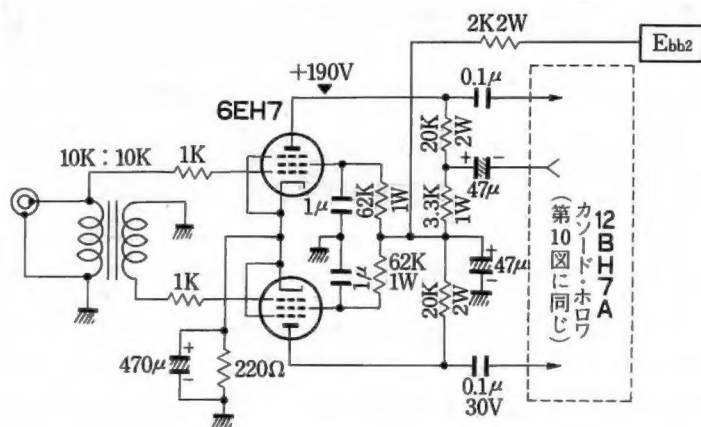 2K2W
Ebb2
+190V
0.1μ
6EH7
10K：10K
1K
20K
2W
47μ
1μ
62K
1W
3.3K
1W
1μ
62K
1W
47μ
1K
20K
2W
470μ
220Ω
0.1μ
30V
12BH7A
カソード・ホロワ
(第10図に同じ)